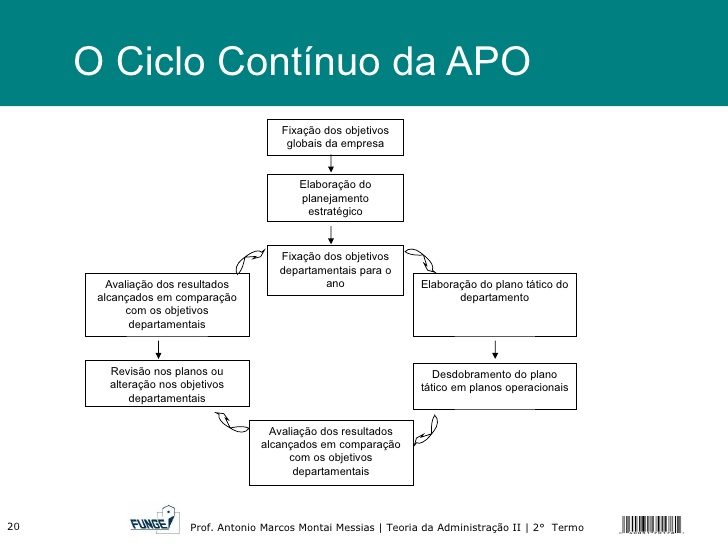 O Ciclo Contínuo da APO
Fixação dos objetivos
globais da empresa
Elaboração do
planejamento
estratégico
Fixação dos objetivos
departamentais para o
ano
Avaliação dos resultados
alcançados em comparação
com os objetivos
departamentais
Elaboração do plano tático do
departamento
Revisão nos planos ou
alteração nos objetivos
departamentais
Desdobramento do plano
tático em planos operacionais
Avaliação dos resultados
alcançados em comparação
com os objetivos
departamentais
20
FUNGE
Prof. Antonio Marcos Montai Messias | Teoria da Administração II | 2° Termo